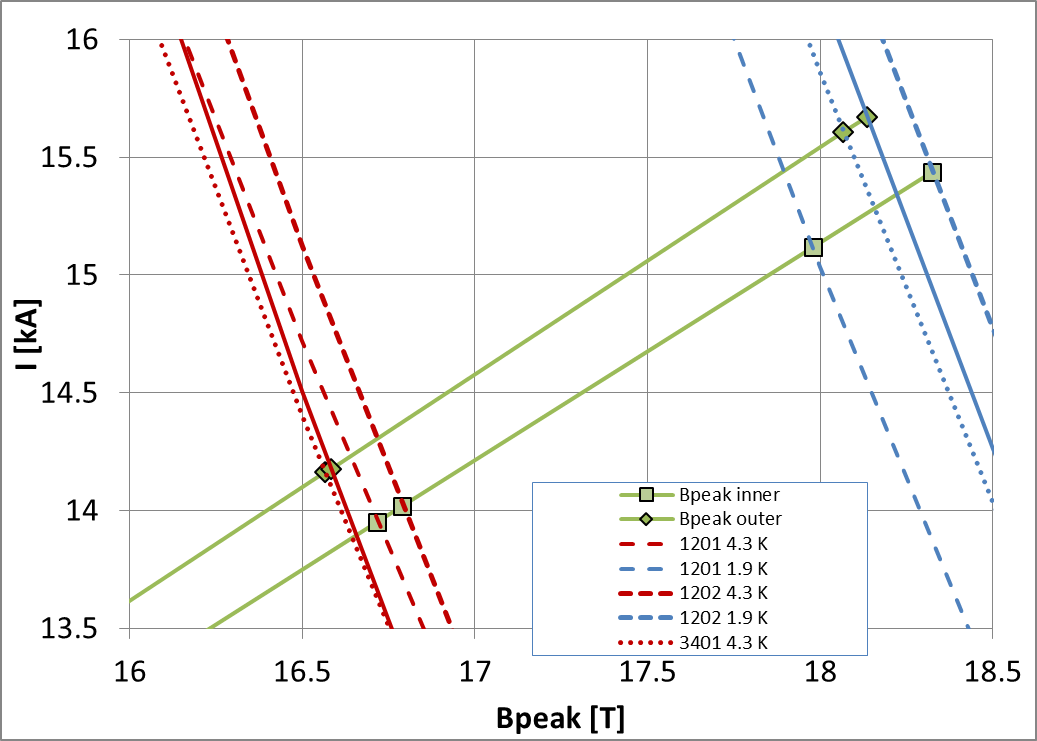 16
15.5
15
14.5
14
13.5
I [kA]
Bpeak inner
Bpeak outer
1201 4.3 K
1201 1.9 K
1202 4.3 K
1202 1.9 K
3401 4.3 K
16
16.5
17
17.5
18
18.5
Bpeak [T]